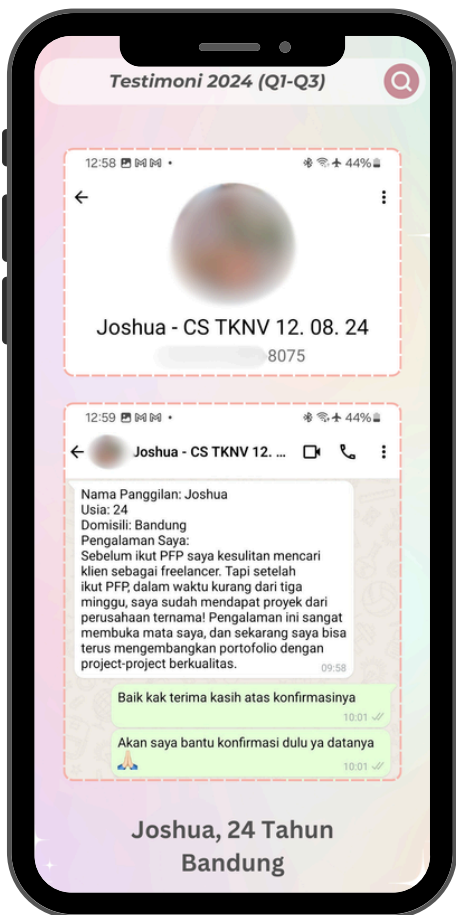 Testimoni 2024 (Q1-Q3)
12:58
44%
Joshua - CS TKNV 12. 08. 24
8075
12:59
44%
Joshua - CS TKNV 12. ...
Nama Panggilan: Joshua
Usia: 24
Domisili: Bandung
Pengalaman Saya:
Sebelum ikut PFP saya kesulitan mencari
klien sebagai freelancer. Tapi setelah
ikut PFP, dalam waktu kurang dari tiga
minggu, saya sudah mendapat proyek dari
perusahaan ternama! Pengalaman ini sangat
membuka mata saya, dan sekarang saya bisa
terus mengembangkan portofolio dengan
project-project berkualitas.
09:58
Baik kak terima kasih atas konfirmasinya
10:01
Akan saya bantu konfirmasi dulu ya datanya
🙏🏻
10:01
Joshua, 24 Tahun
Bandung